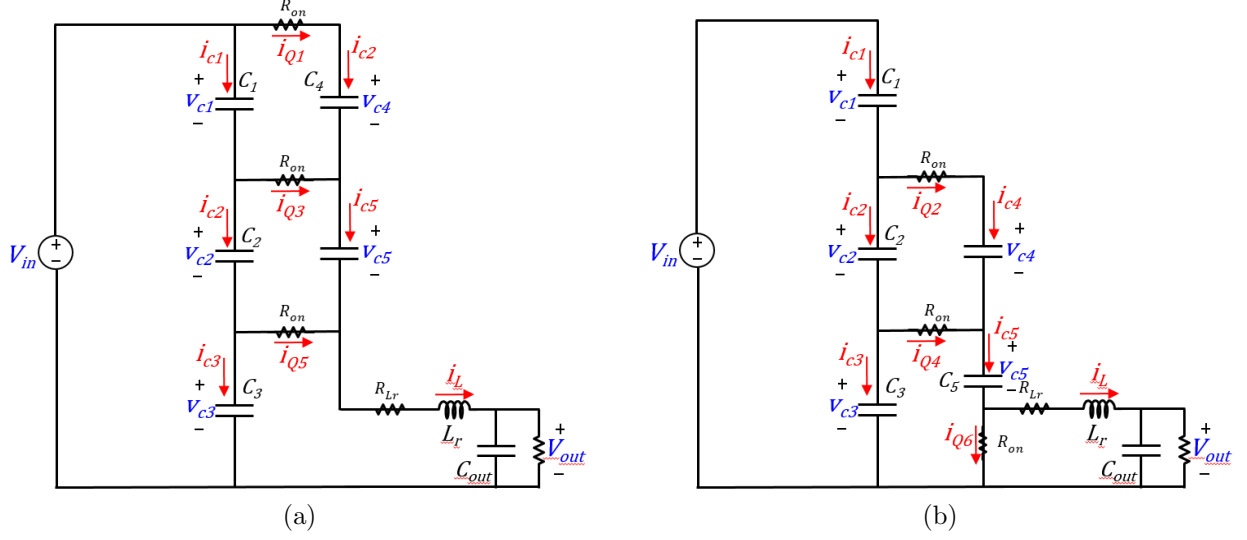 R_on
i_Q1
i_c1
i_c2
+
C_1
C_4
+
v_c1
v_c4
−
−
R_on
i_Q3
i_c2
i_c5
+
C_2
+
V_in
+
−
v_c2
v_c5
−
−
R_on
i_Q5
i_c3
+
C_3
v_c3
−
R_Lr
i_L
L_r
C_out
+
V_out
−
(a)
i_c1
+
C_1
v_c1
−
R_on
i_Q2
i_c2
i_c4
+
C_2
+
V_in
+
−
v_c2
v_c4
−
−
R_on
i_Q4
i_c3
i_c5
+
C_3
+
C_5
v_c5
−
v_c3
−
R_Lr
i_L
L_r
i_Q6
R_on
C_out
+
V_out
−
(b)